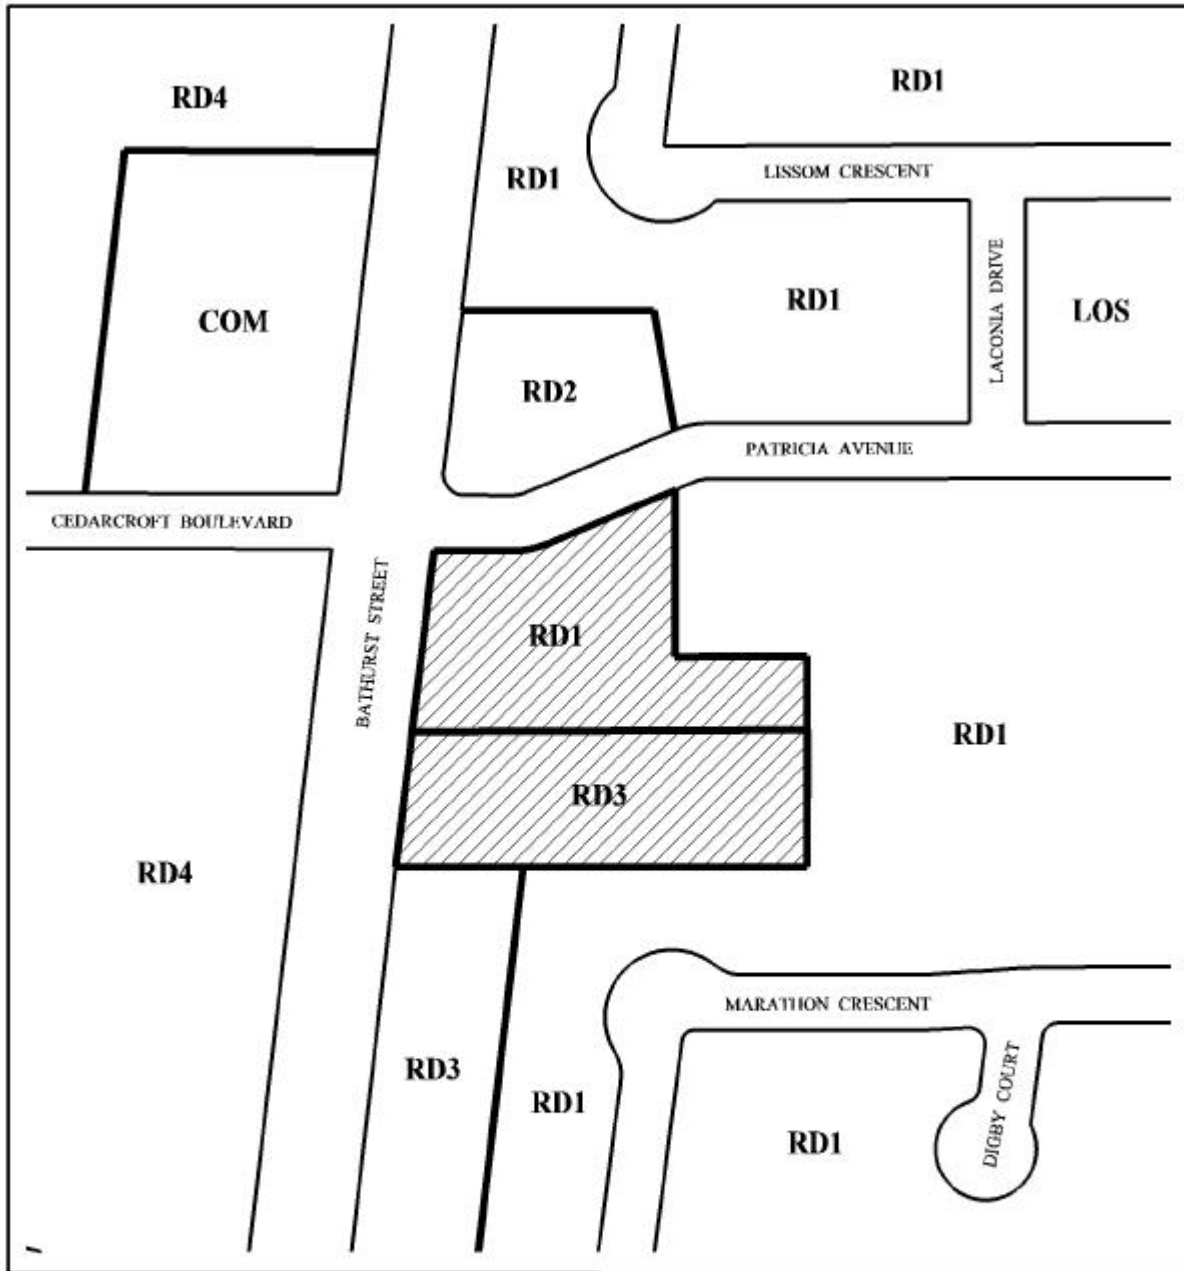 RD4
RD1
RD1
LISSOM CRESCENT
COM
RD1
LACONIA DRIVE
LOS
RD2
PATRICIA AVENUE
CEDARCROFT BOULEVARD
BATHURST STREET
RD1
RD1
RD3
RD4
MARATHON CRESCENT
RD3
RD1
DIGBY COURT
RD1